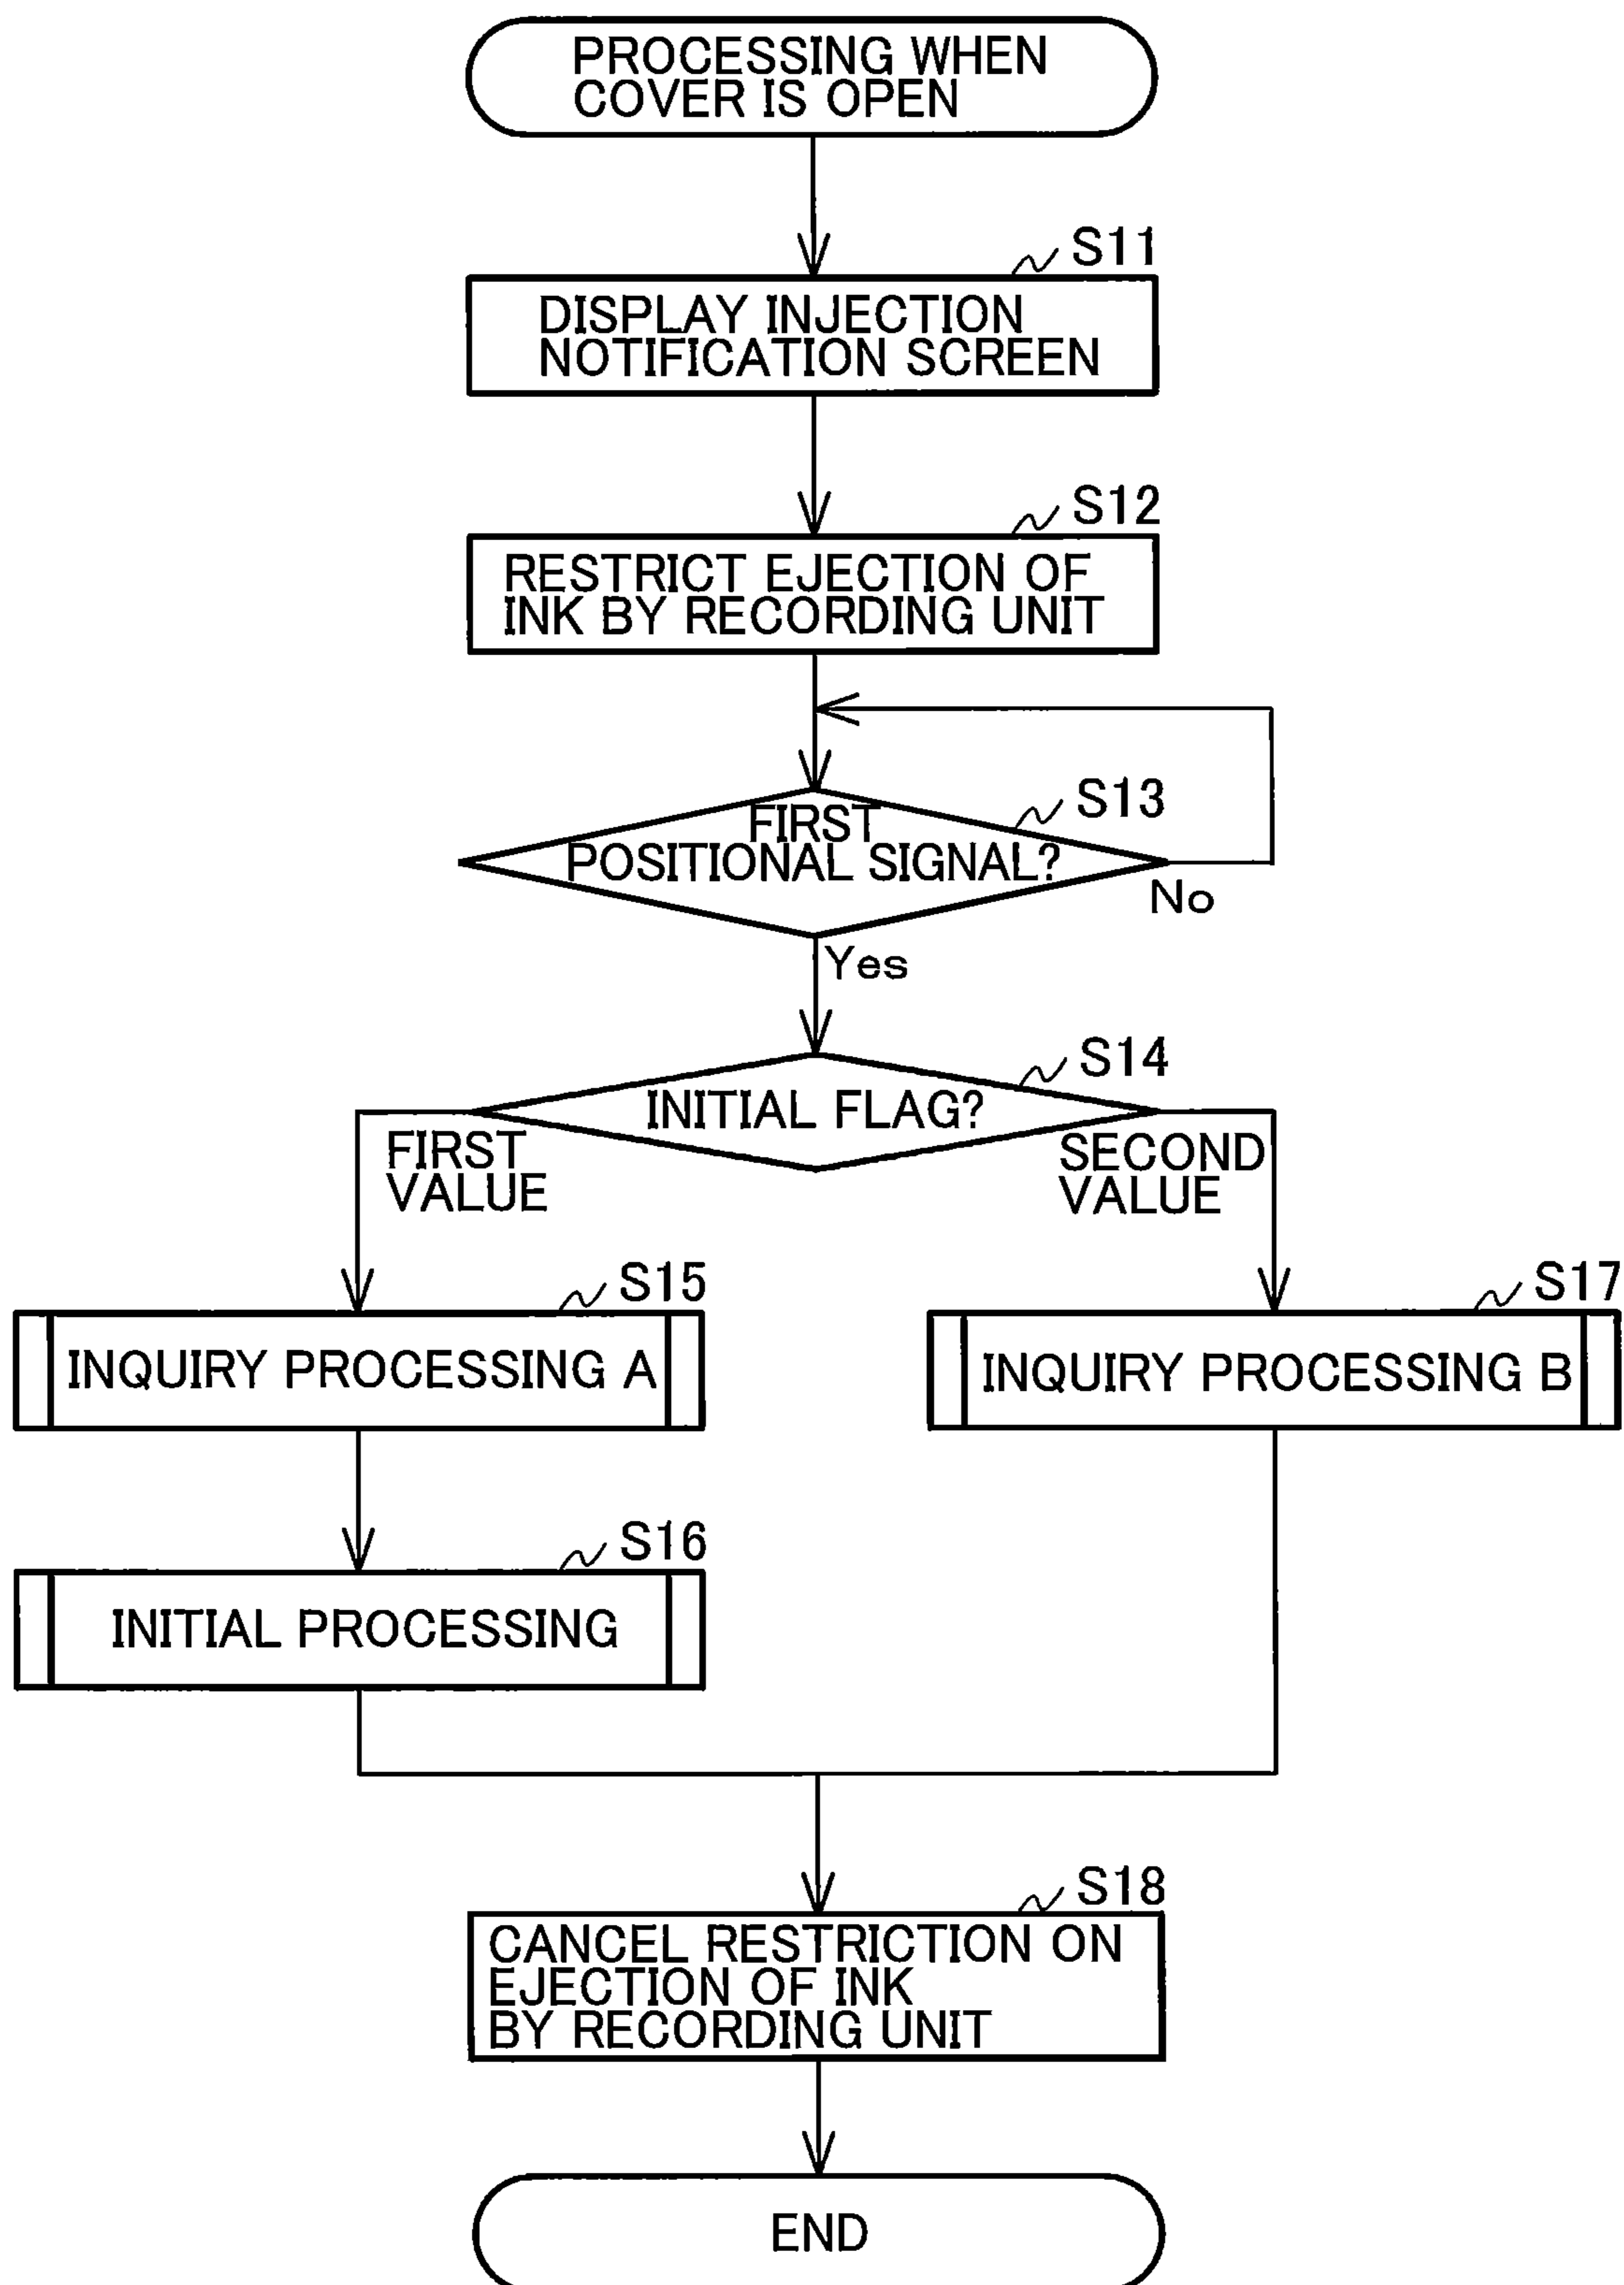 PROCESSING WHEN
COVER IS OPEN
S11
DISPLAY INJECTION
NOTIFICATION SCREEN
S12
RESTRICT EJECTION OF
INK BY RECORDING UNIT
S13
FIRST
POSITIONAL SIGNAL?
No
Yes
S14
INITIAL FLAG?
FIRST
VALUE
SECOND
VALUE
S15
INQUIRY PROCESSING A
S17
INQUIRY PROCESSING B
S16
INITIAL PROCESSING
S18
CANCEL RESTRICTION ON
EJECTION OF INK
BY RECORDING UNIT
END